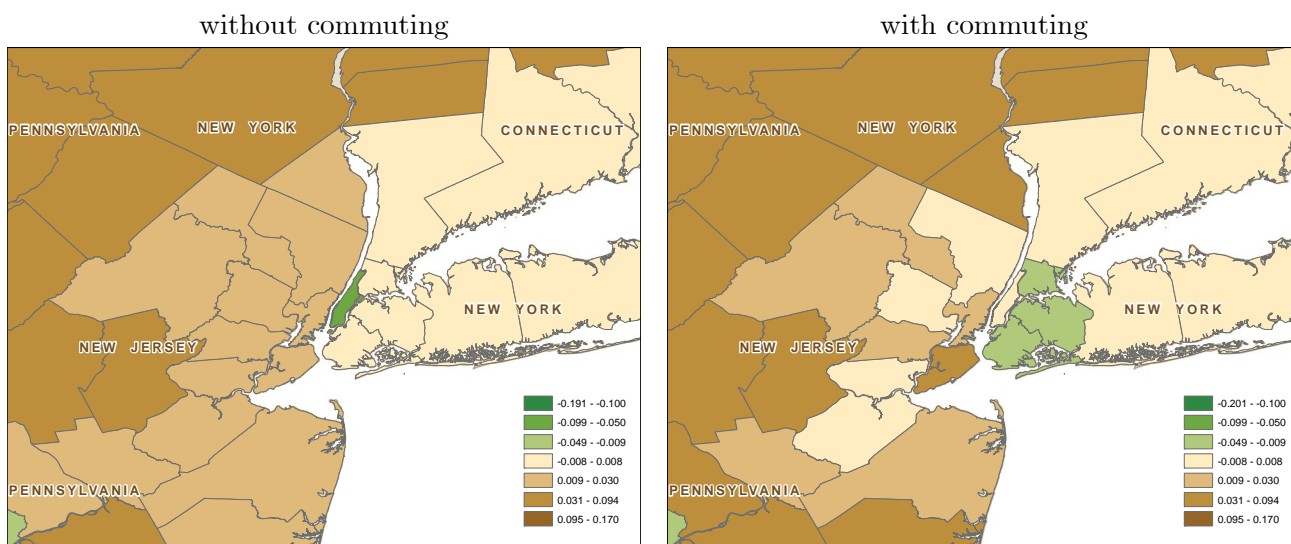 without commuting
PENNSYLVANIA
NEW YORK
CONNECTICUT
NEW YORK
NEW JERSEY
PENNSYLVANIA
-0.191 - -0.100
-0.099 - -0.050
-0.049 - -0.009
-0.008 - 0.008
0.009 - 0.030
0.031 - 0.094
0.095 - 0.170
with commuting
PENNSYLVANIA
NEW YORK
CONNECTICUT
NEW YORK
NEW JERSEY
PENNSYLVANIA
-0.201 - -0.100
-0.099 - -0.050
-0.049 - -0.009
-0.008 - 0.008
0.009 - 0.030
0.031 - 0.094
0.095 - 0.170